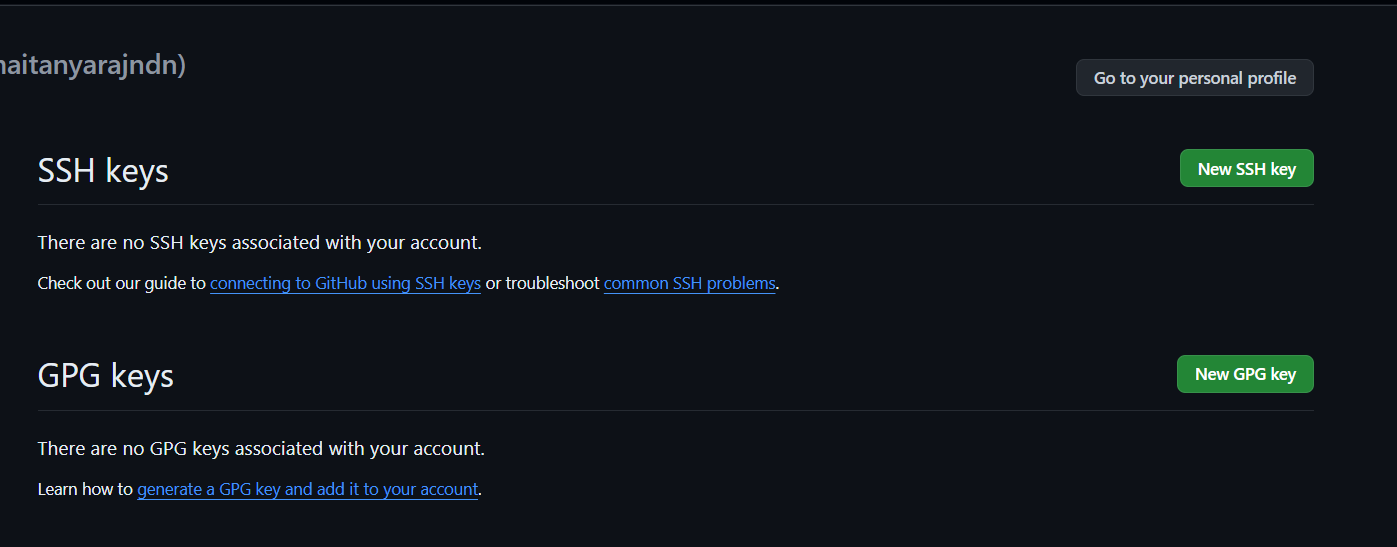 haitanyarajndn)
Go to your personal profile
SSH keys
New SSH key
There are no SSH keys associated with your account.
Check out our guide to connecting to GitHub using SSH keys or troubleshoot common SSH problems.
GPG keys
New GPG key
There are no GPG keys associated with your account.
Learn how to generate a GPG key and add it to your account.